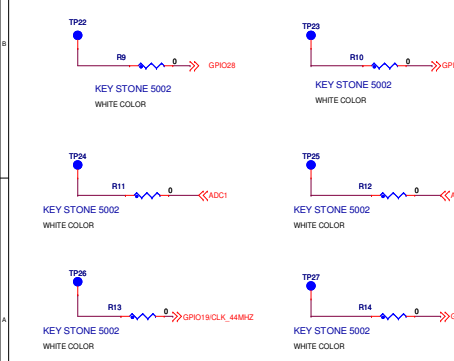 TP22
TP23
B
R9
0
GPIO28
R10
0
KEY STONE 5002
KEY STONE 5002
WHITE COLOR
WHITE COLOR
TP24
TP25
R11
0
ADC1
R12
0
KEY STONE 5002
KEY STONE 5002
WHITE COLOR
WHITE COLOR
TP26
TP27
A
R13
0
GPIO19/CLK_44MHZ
R14
0
KEY STONE 5002
KEY STONE 5002
WHITE COLOR
WHITE COLOR